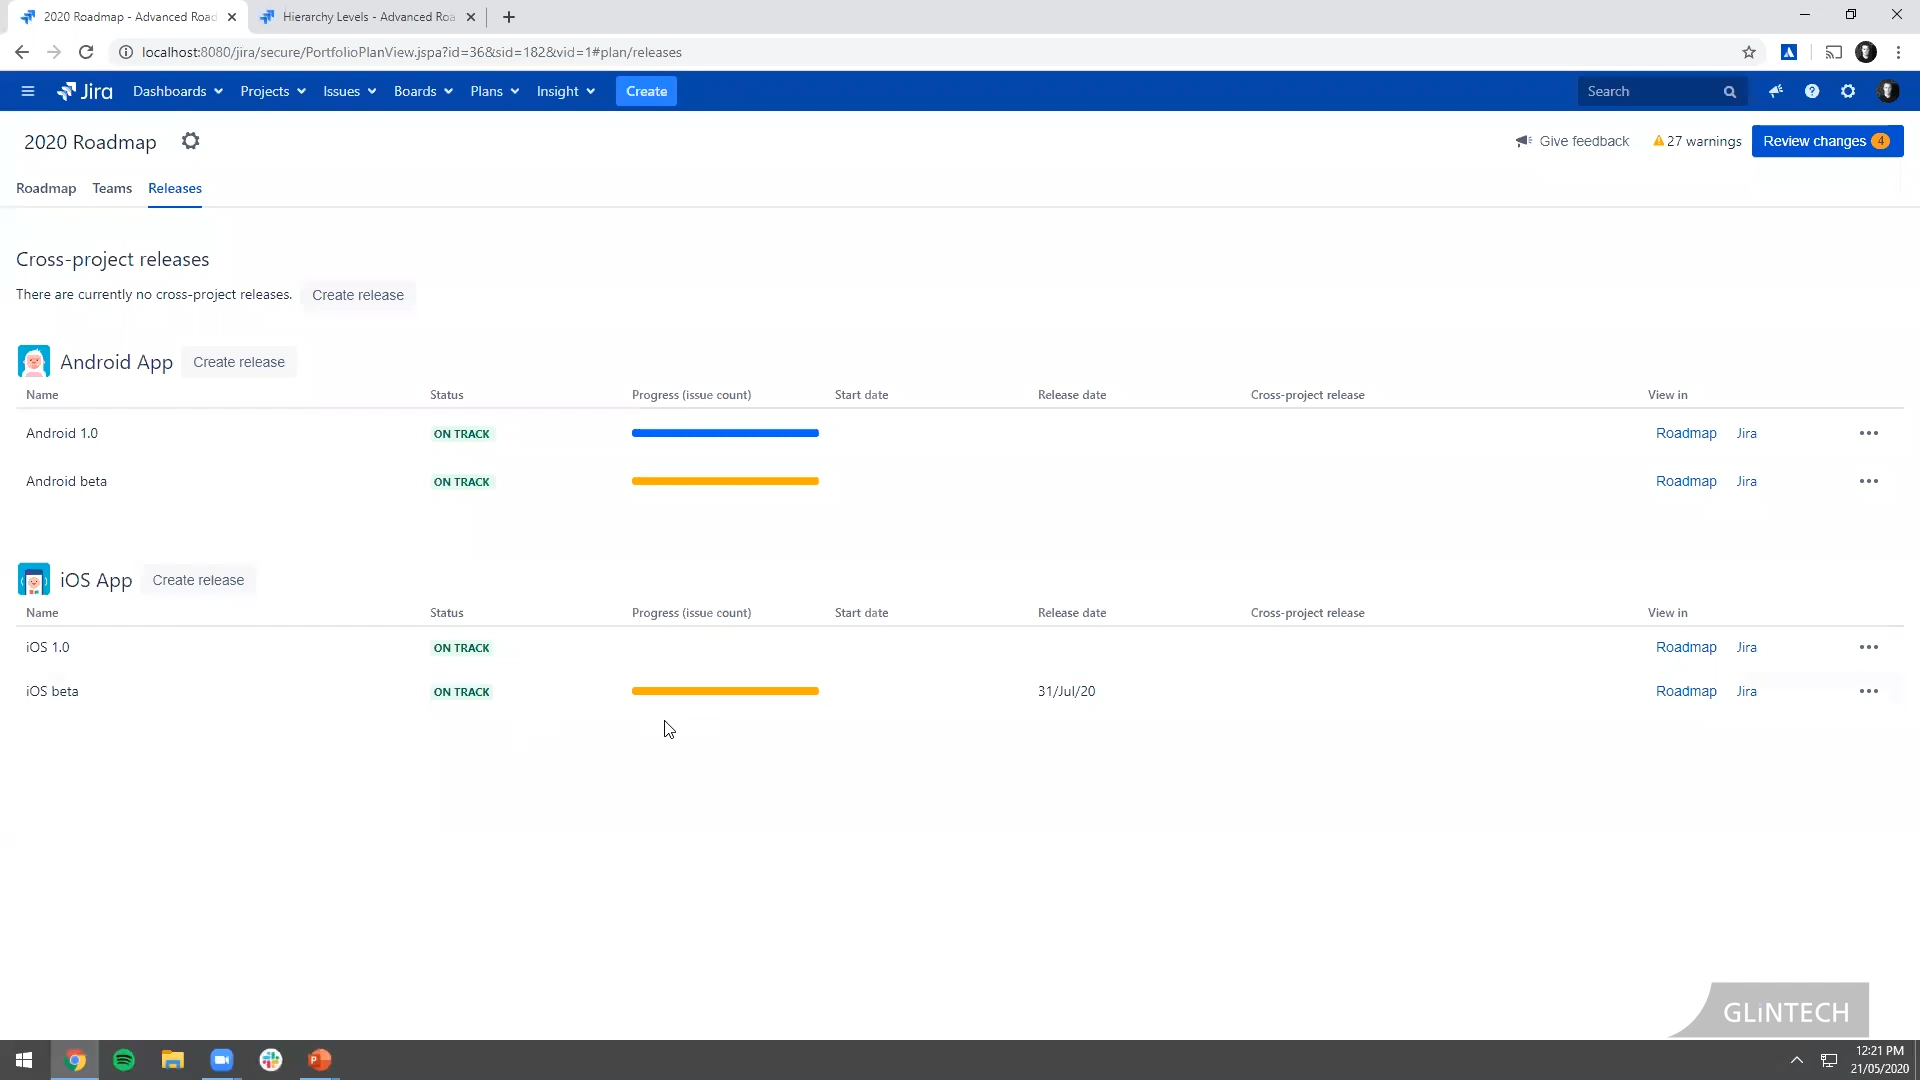 2020 Roadmap - Advanced Road
Hierarchy Levels - Advanced Roa
localhost:8080/jira/secure/PortfolioPlanView.jspa?id=36&sid=182&vid=1#plan/releases
Jira Dashboards Projects Issues Boards Plans Insight Create Search
2020 Roadmap Give feedback 27 warnings Review changes 4
Roadmap Teams Releases
Cross-project releases
There are currently no cross-project releases. Create release
Android App Create release
Name Status Progress (issue count) Start date Release date Cross-project release View in
Android 1.0 ON TRACK Roadmap Jira
Android beta ON TRACK Roadmap Jira
iOS App Create release
Name Status Progress (issue count) Start date Release date Cross-project release View in
iOS 1.0 ON TRACK Roadmap Jira
iOS beta ON TRACK 31/Jul/20 Roadmap Jira
GLiNTECH
12:21 PM
21/05/2020